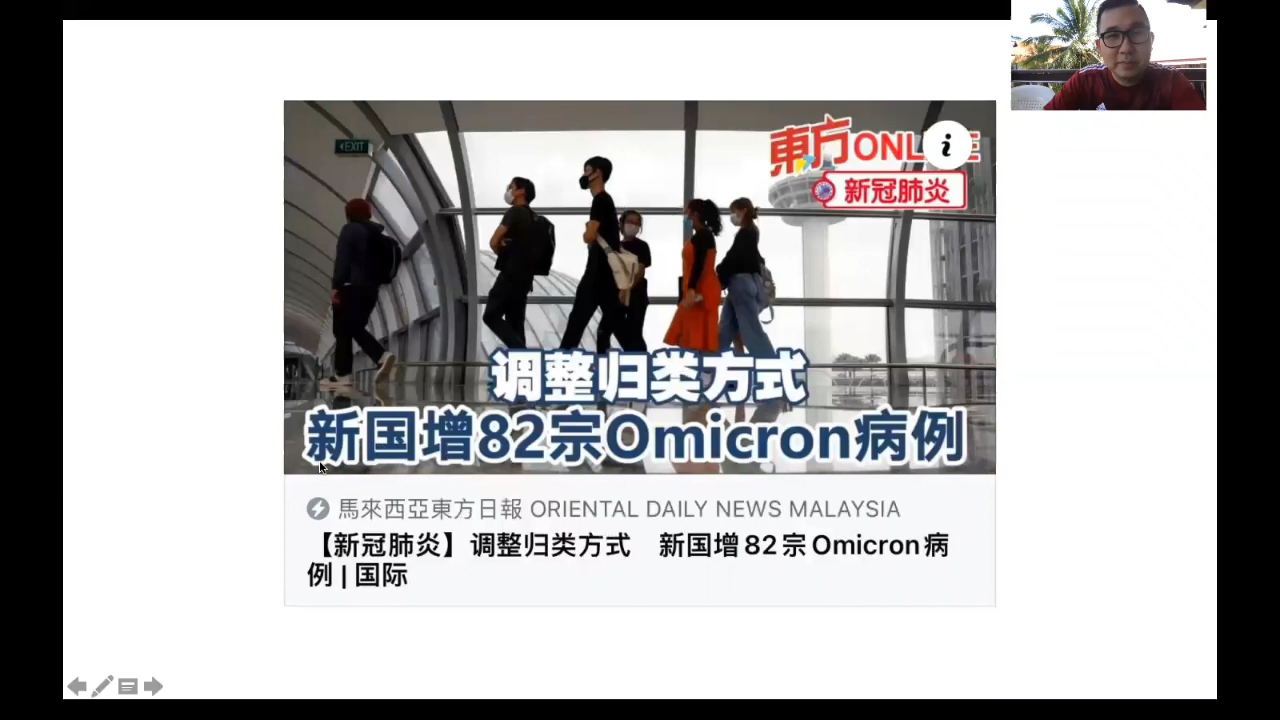 EXIT
東方ONLINE
新冠肺炎
调整归类方式
新国增82宗Omicron病例
馬來西亞東方日報 ORIENTAL DAILY NEWS MALAYSIA
【新冠肺炎】调整归类方式 新国增82宗Omicron病
例 | 国际